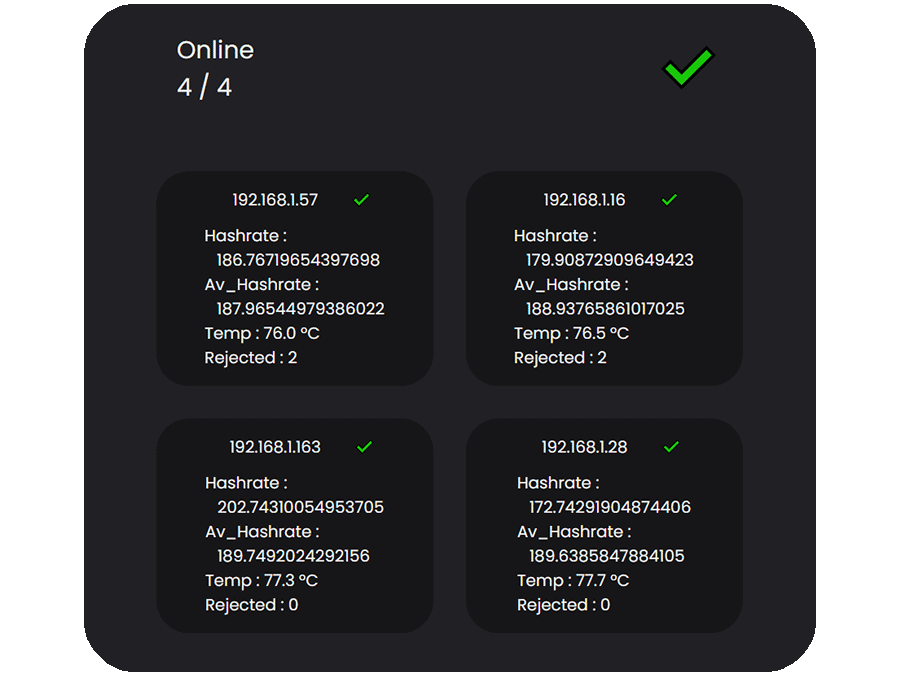 Online
4 / 4
192.168.1.57
Hashrate :
186.76719654397698
Av_Hashrate :
187.96544979386022
Temp : 76.0 °C
Rejected : 2
192.168.1.16
Hashrate :
179.90872909649423
Av_Hashrate :
188.93765861017025
Temp : 76.5 °C
Rejected : 2
192.168.1.163
Hashrate :
202.74310054953705
Av_Hashrate :
189.7492024292156
Temp : 77.3 °C
Rejected : 0
192.168.1.28
Hashrate :
172.74291904874406
Av_Hashrate :
189.6385847884105
Temp : 77.7 °C
Rejected : 0